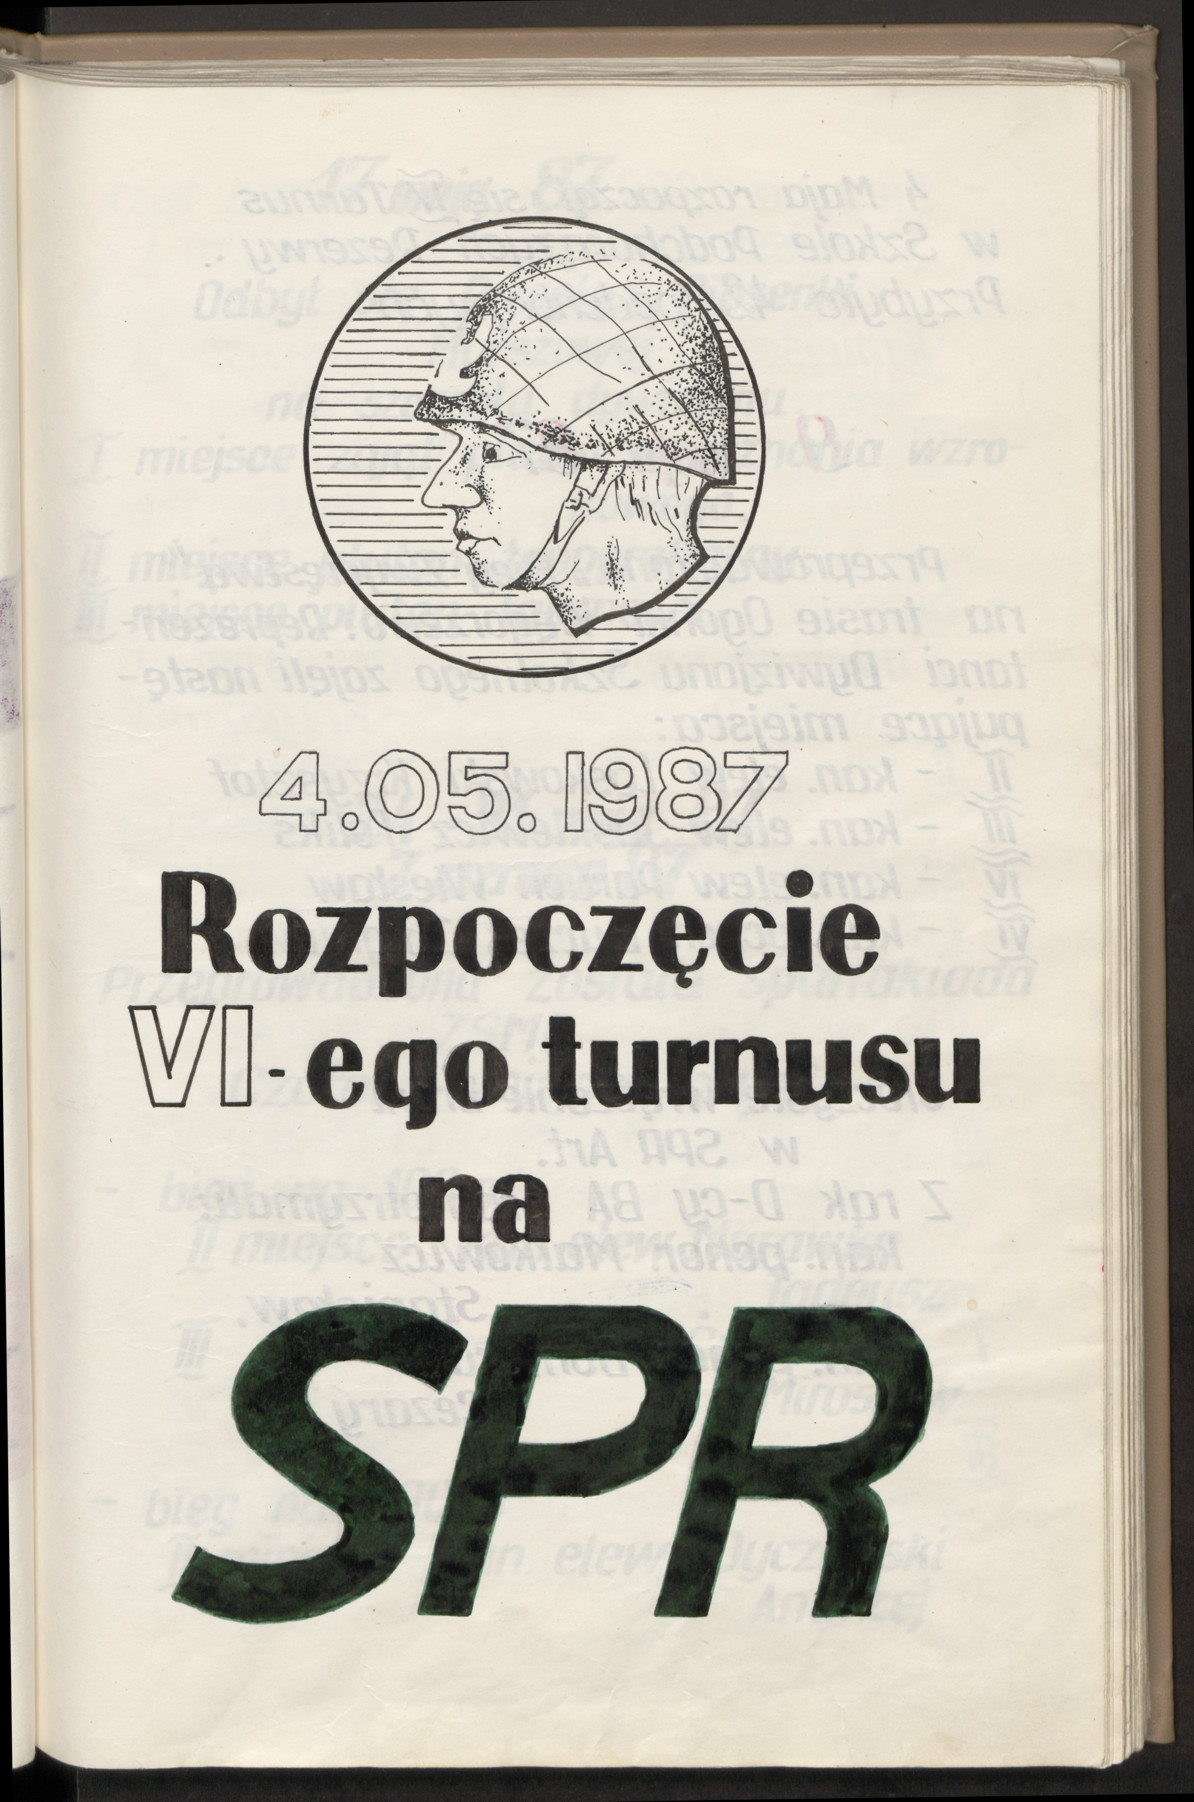 4.05.1987
Rozpoczęcie
VI-ego turnusu
na
SPR